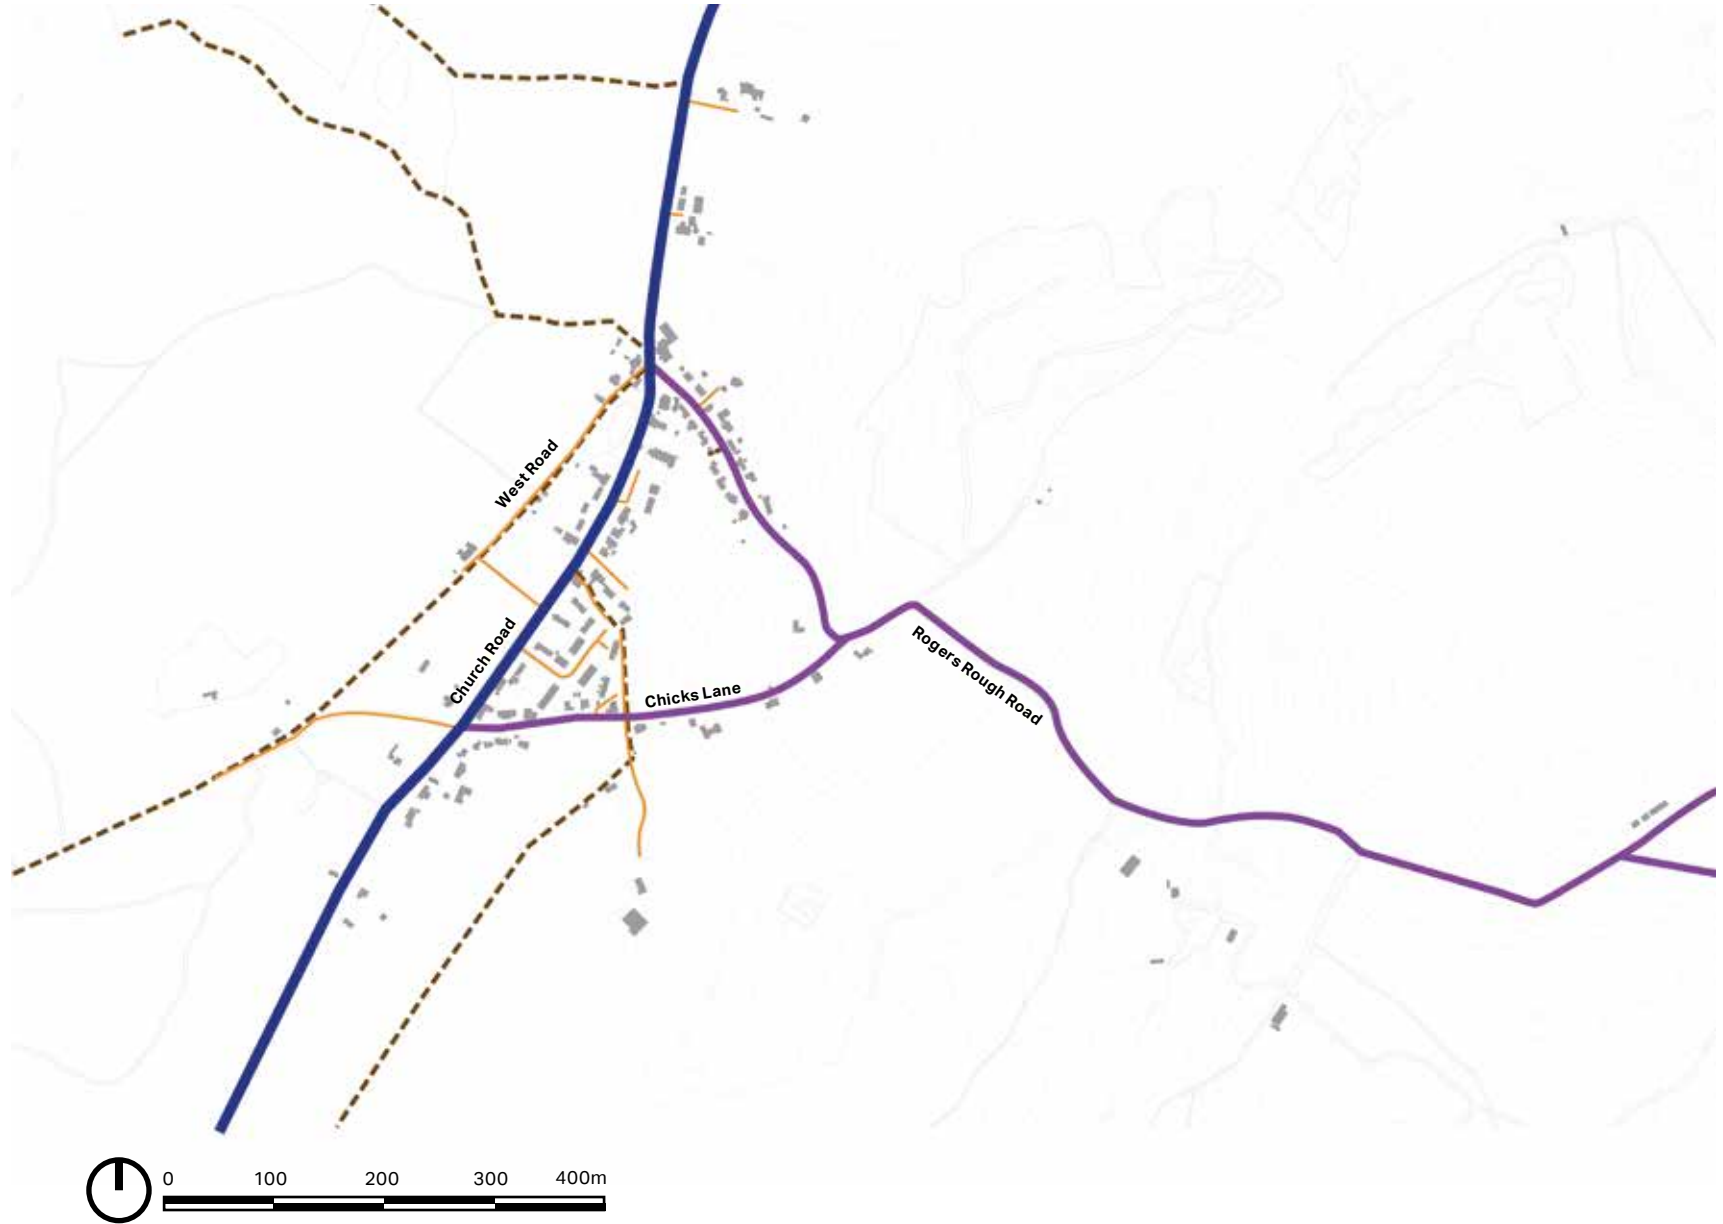 West Road
Church Road
Chicks Lane
Rogers Rough Road
0 100 200 300 400m